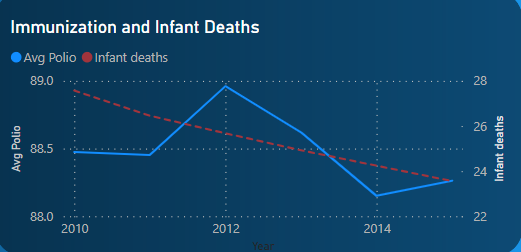 Immunization and Infant Deaths
Avg Polio Infant deaths
89.0 28
26
Avg Polio 88.5 Infant deaths
24
88.0 22
2010 2012 2014
Year